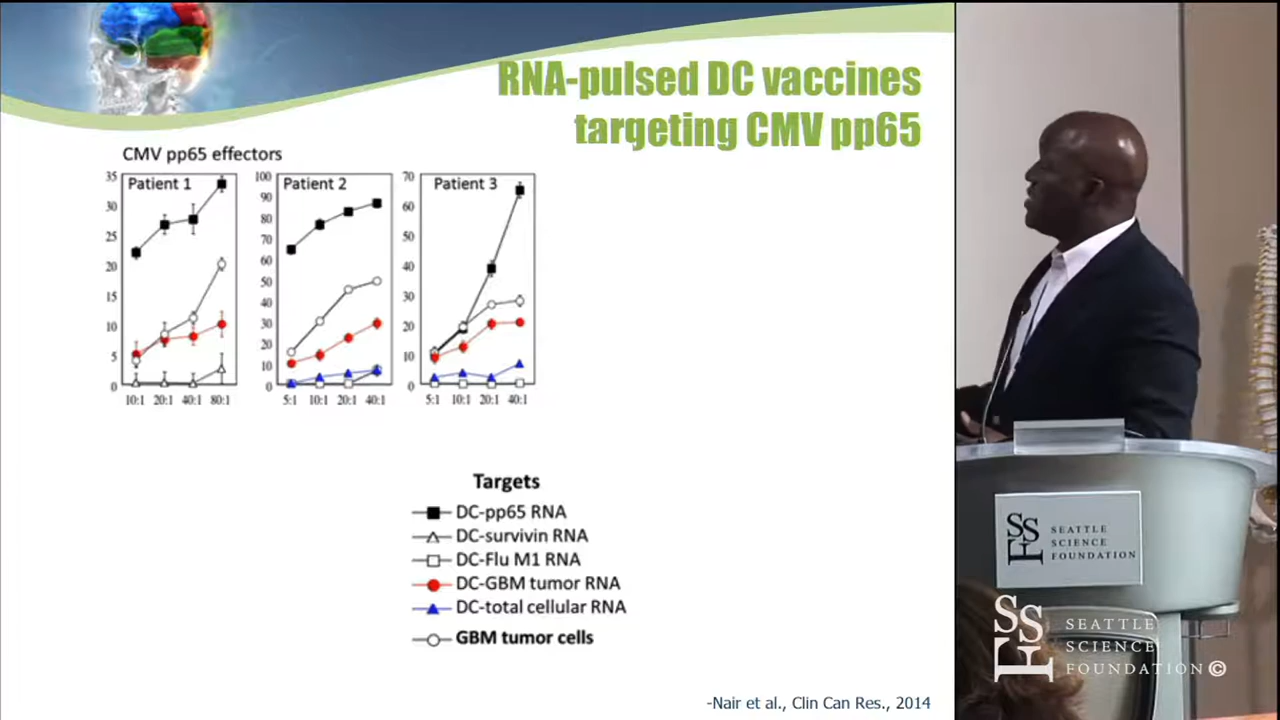 RNA-pulsed DC vaccines
targeting CMV pp65
CMV pp65 effectors
Patient 1
35
30
25
20
15
10
5
0
10:1 20:1 40:1 80:1
Patient 2
100
90
80
70
60
50
40
30
20
10
0
5:1 10:1 20:1 40:1
Patient 3
70
60
50
40
30
20
10
0
5:1 10:1 20:1 40:1
Targets
DC-pp65 RNA
DC-survivin RNA
DC-Flu M1 RNA
DC-GBM tumor RNA
DC-total cellular RNA
GBM tumor cells
-Nair et al., Clin Can Res., 2014
SSF
SEATTLE
SCIENCE
FOUNDATION
SSF
SEATTLE
SCIENCE
FOUNDATION©